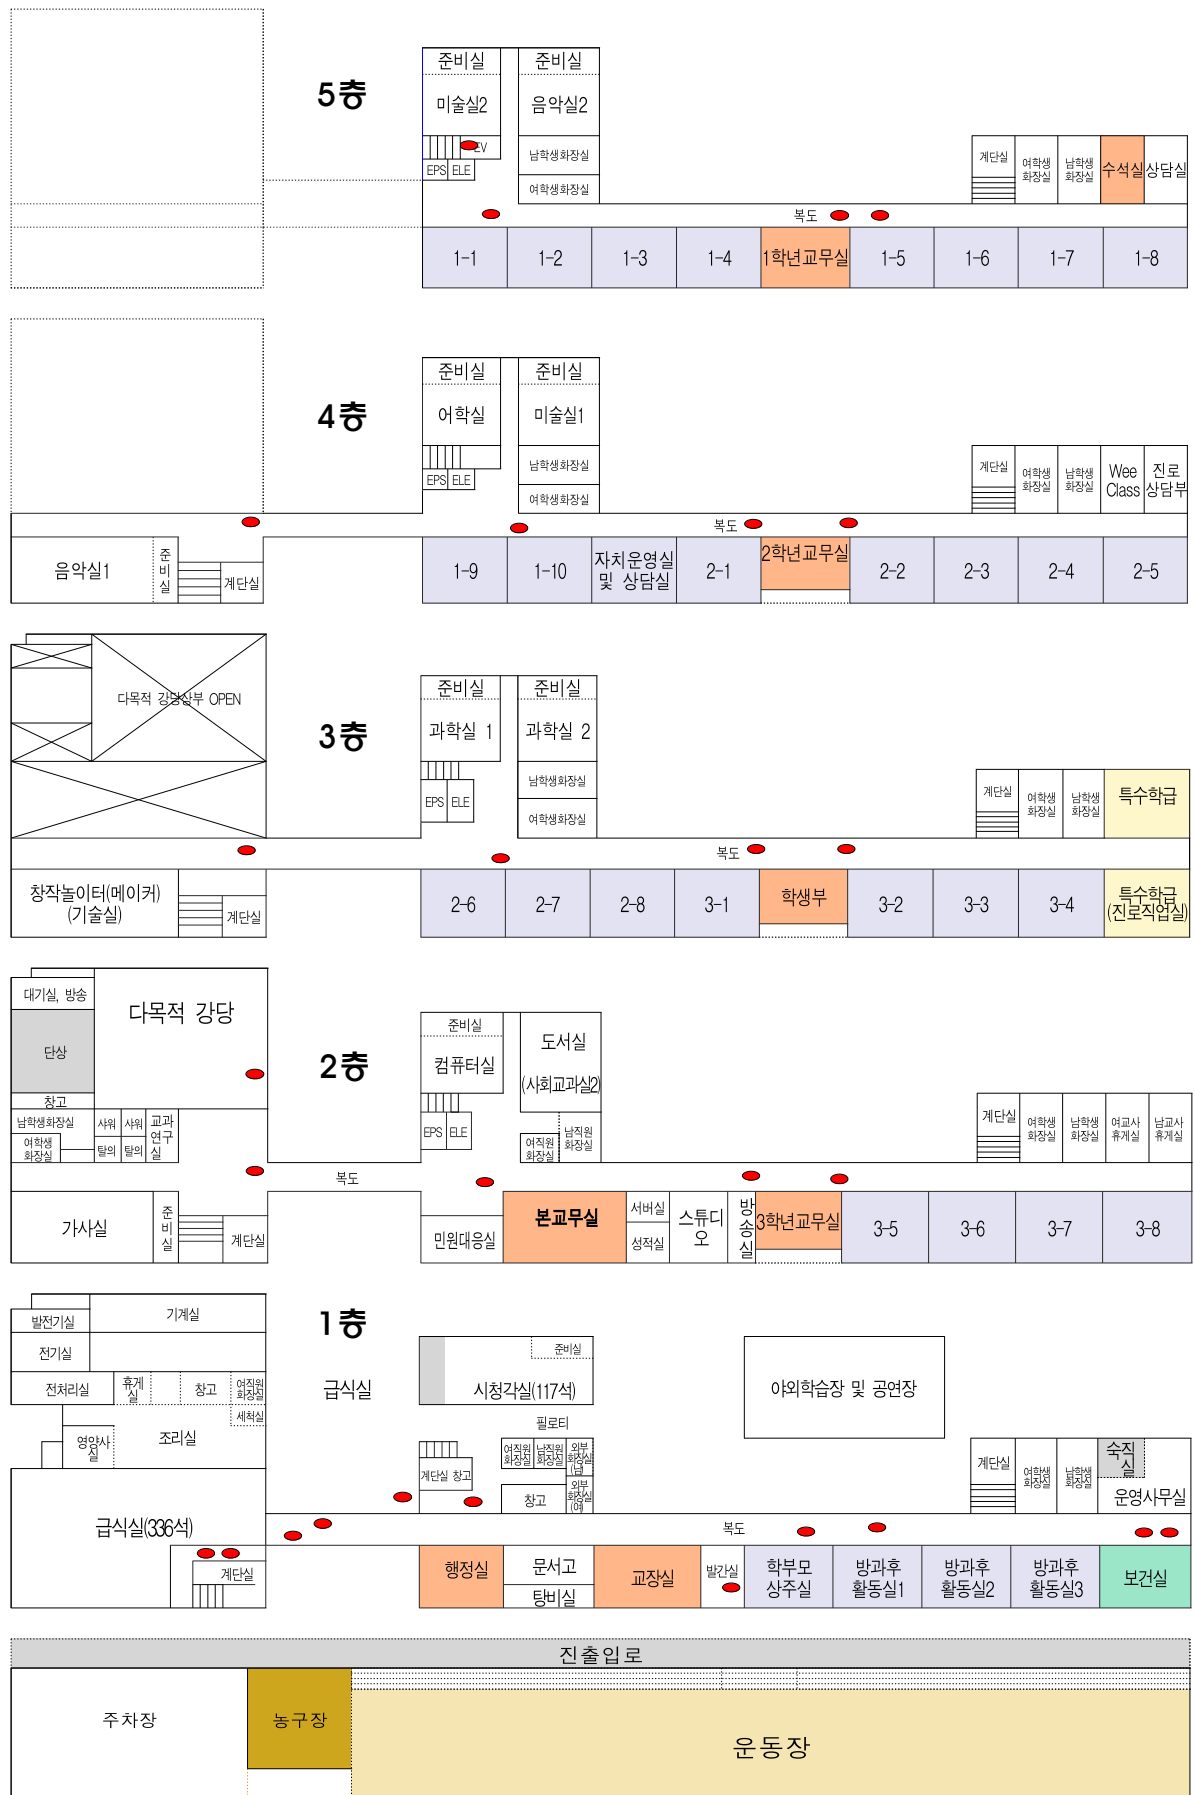 5층
준비실
준비실
미술실2
음악실2
EV
EPS
ELE
남학생화장실
여학생화장실
계단실
여학생
화장실
남학생
화장실
수석실
상담실
복도
1-1
1-2
1-3
1-4
1학년교무실
1-5
1-6
1-7
1-8
4층
준비실
준비실
어학실
미술실1
EPS
ELE
남학생화장실
여학생화장실
계단실
여학생
화장실
남학생
화장실
Wee
Class
진로
상담부
복도
음악실1
준
비
실
계단실
1-9
1-10
자치운영실
및 상담실
2-1
2학년교무실
2-2
2-3
2-4
2-5
다목적 강당상부 OPEN
3층
준비실
준비실
과학실 1
과학실 2
EPS
ELE
남학생화장실
여학생화장실
계단실
여학생
화장실
남학생
화장실
특수학급
복도
창작놀이터(메이커)
(기술실)
계단실
2-6
2-7
2-8
3-1
학생부
3-2
3-3
3-4
특수학급
(진로직업실)
대기실, 방송
다목적 강당
단상
창고
남학생화장실
여학생
화장실
샤워
샤워
탈의
탈의
교과
연구
실
2층
준비실
컴퓨터실
도서실
(사회교과실2)
EPS
ELE
여직원
화장실
남직원
화장실
계단실
여학생
화장실
남학생
화장실
여교사
휴게실
남교사
휴게실
복도
가사실
준
비
실
계단실
민원대응실
본교무실
서버실
성적실
스튜디
오
방
송
실
3학년교무실
3-5
3-6
3-7
3-8
발전기실
기계실
전기실
전처리실
휴게
실
창고
여직원
화장실
세척실
영양사
실
조리실
급식실(336석)
계단실
1층
급식실
준비실
시청각실(117석)
필로티
여직원
화장실
남직원
화장실
외부
화장실
(남
계단실
창고
창고
외부
화장실
(여
야외학습장 및 공연장
계단실
여학생
화장실
남학생
화장실
숙직
실
운영사무실
복도
행정실
문서고
탕비실
교장실
발간실
학부모
상주실
방과후
활동실1
방과후
활동실2
방과후
활동실3
보건실
진출입로
주차장
농구장
운동장